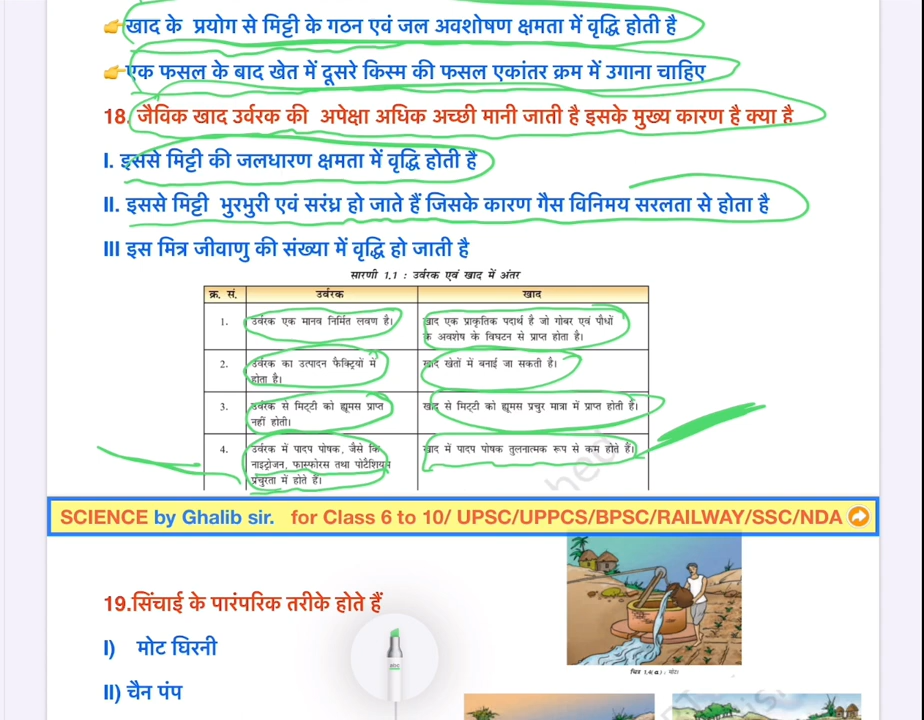 👉खाद के प्रयोग से मिट्टी के गठन एवं जल अवशोषण क्षमता में वृद्धि होती है
👉एक फसल के बाद खेत में दूसरे किस्म की फसल एकांतर क्रम में उगाना चाहिए
18. जैविक खाद उर्वरक की अपेक्षा अधिक अच्छी मानी जाती है इसके मुख्य कारण है क्या है
I. इससे मिट्टी की जलधारण क्षमता में वृद्धि होती है
II. इससे मिट्टी भुरभुरी एवं सरंध्र हो जाते हैं जिसके कारण गैस विनिमय सरलता से होता है
III इस मित्र जीवाणु की संख्या में वृद्धि हो जाती है
सारणी 1.1 : उर्वरक एवं खाद में अंतर
क्र. सं. उर्वरक खाद
1. उर्वरक एक मानव निर्मित लवण है। खाद एक प्राकृतिक पदार्थ है जो गोबर एवं पौधों
के अवशेष के विघटन से प्राप्त होता है।
2. उर्वरक का उत्पादन फैक्ट्रियों में खाद खेतों में बनाई जा सकती है।
होता है।
3. उर्वरक से मिट्टी को ह्यूमस प्राप्त खाद से मिट्टी को ह्यूमस प्रचुर मात्रा में प्राप्त होती है।
नहीं होती।
4. उर्वरक में पादप पोषक, जैसे कि खाद में पादप पोषक तुलनात्मक रूप से कम होते हैं।
नाइट्रोजन, फास्फोरस तथा पोटैशियम
प्रचुरता में होते हैं।
SCIENCE by Ghalib sir. for Class 6 to 10/ UPSC/UPPCS/BPSC/RAILWAY/SSC/NDA
19.सिंचाई के पारंपरिक तरीके होते हैं
I) मोट घिरनी
चित्र 1.4(a) : मोट।
II) चैन पंप